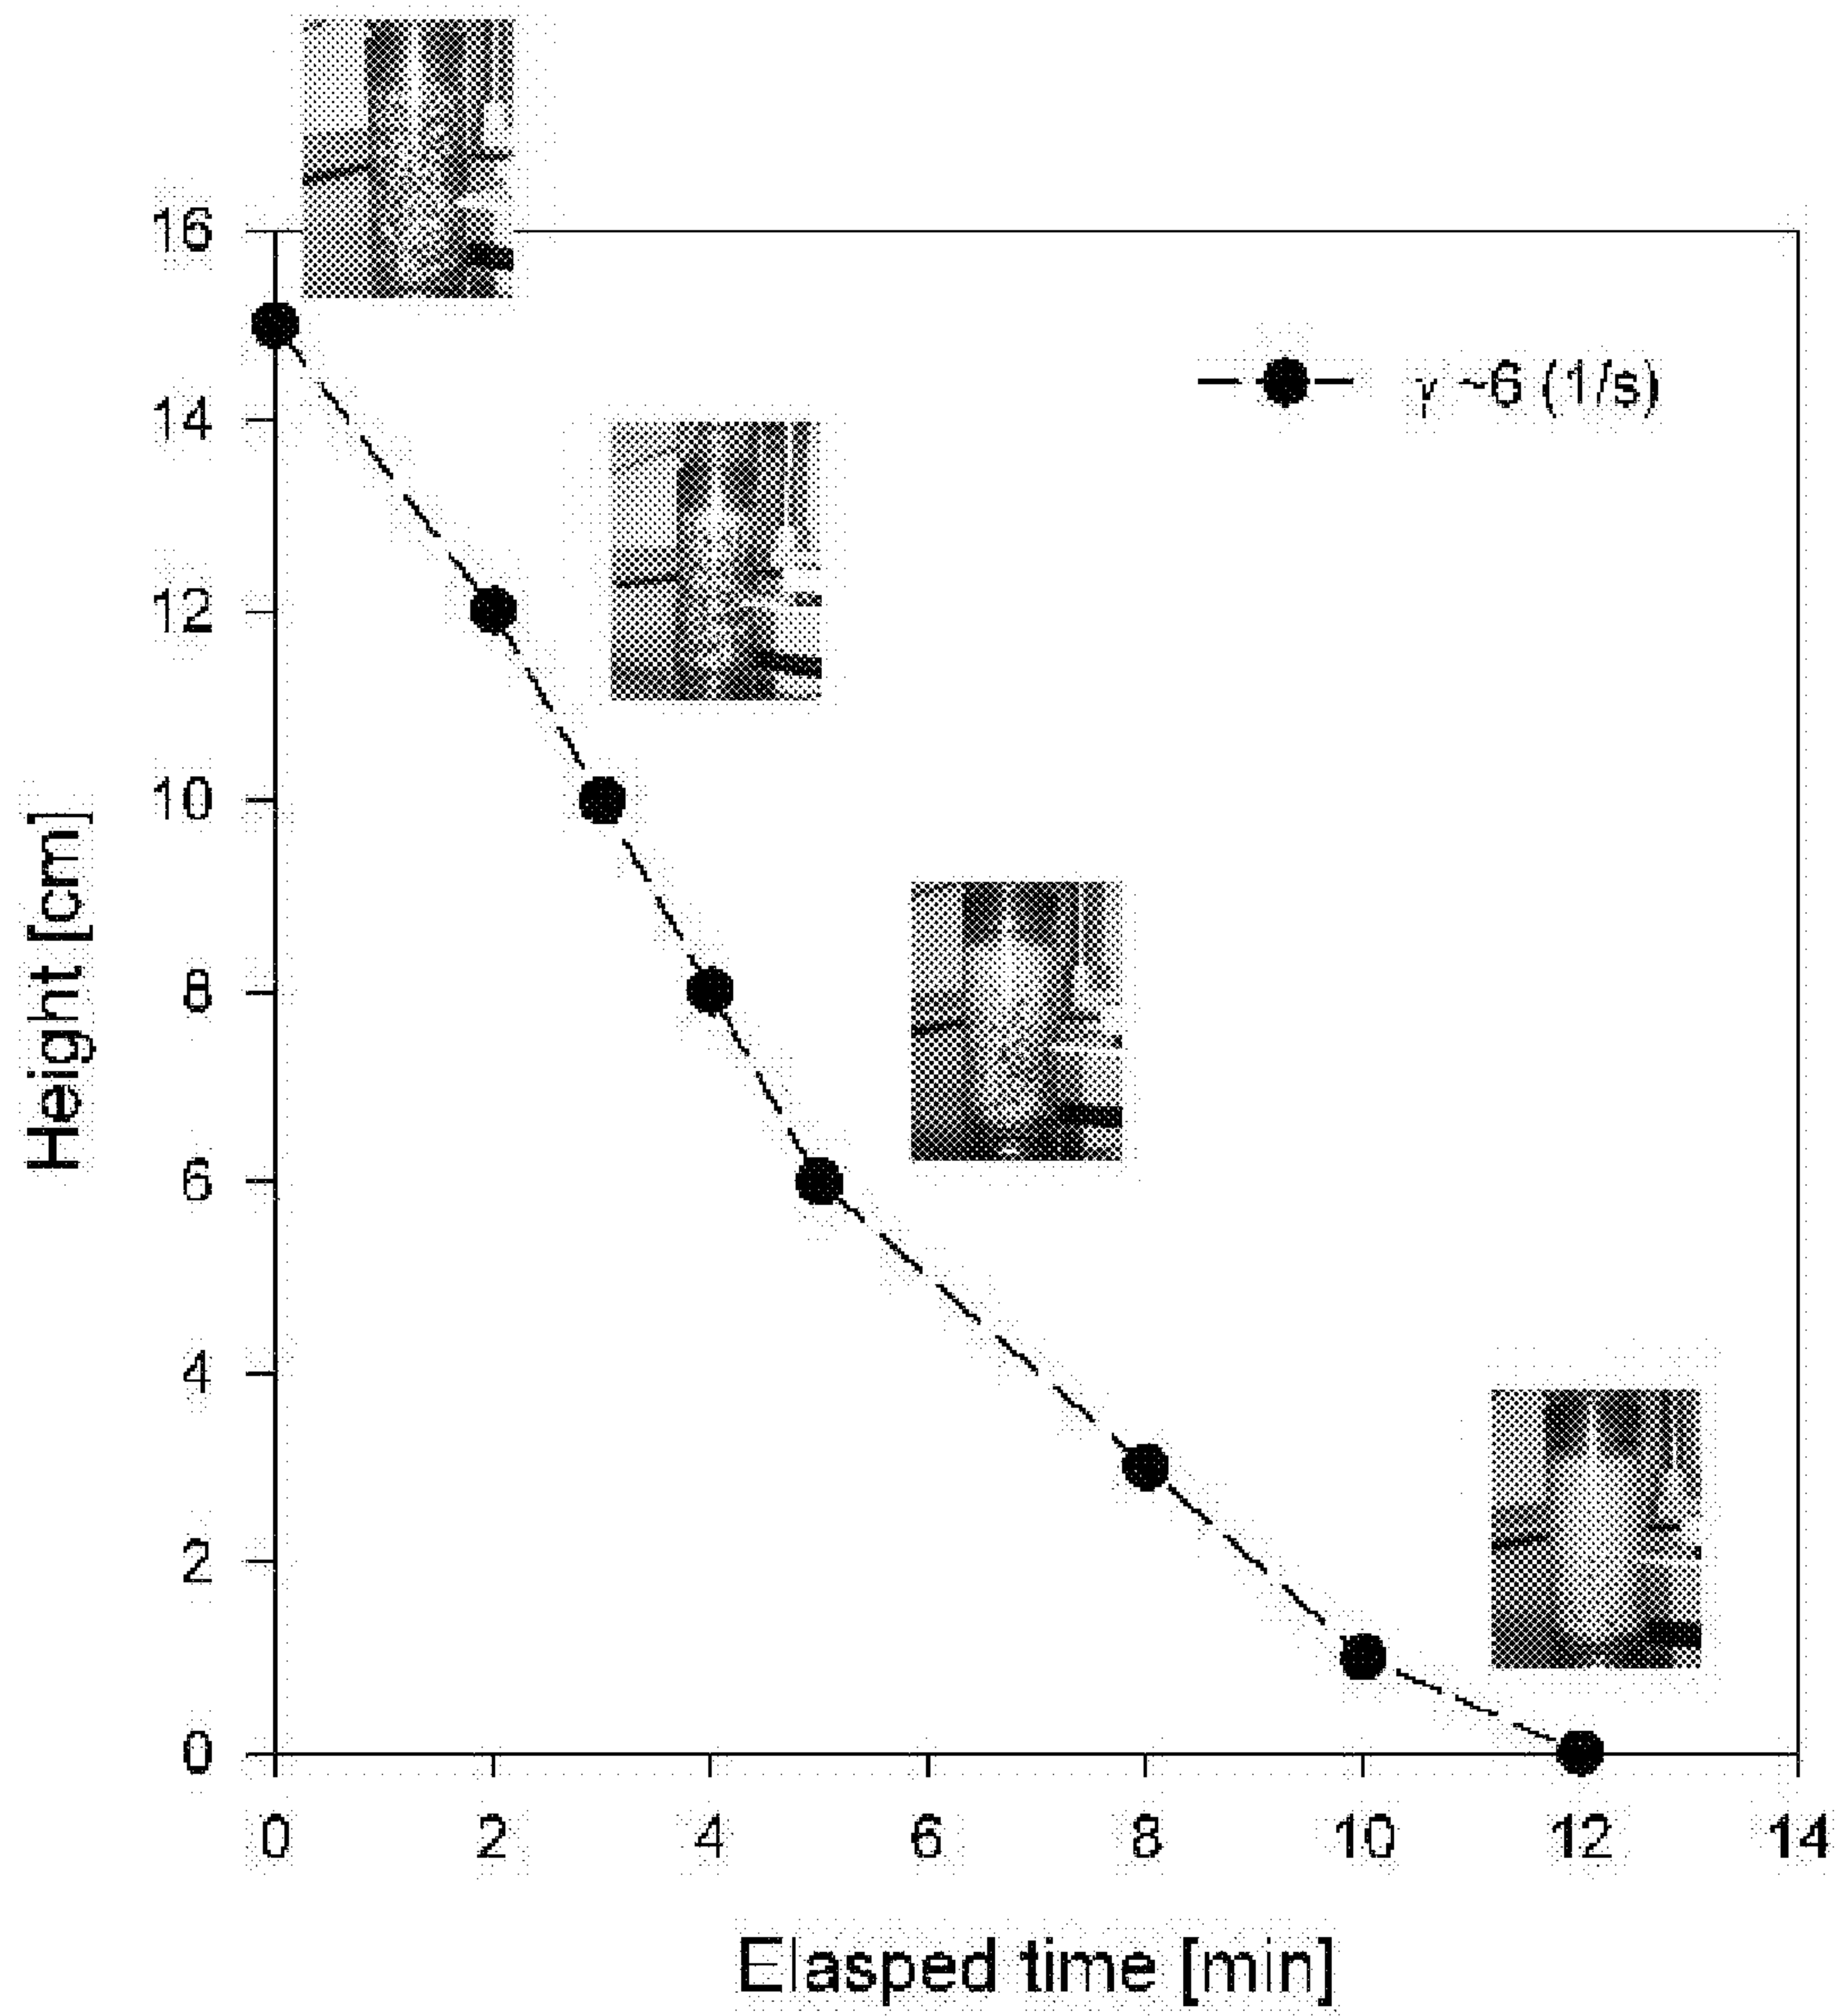 16
14
12
10
8
6
4
2
0
Height [cm]
γ ~6 (1/s)
0 2 4 6 8 10 12 14
Elasped time [min]